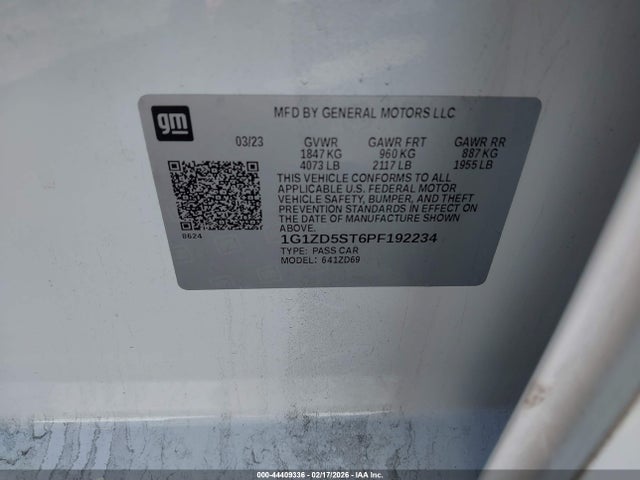 gm
MFD BY GENERAL MOTORS LLC
03/23 GVWR GAWR FRT GAWR RR
1847 KG 960 KG 887 KG
4073 LB 2117 LB 1955 LB
THIS VEHICLE CONFORMS TO ALL
APPLICABLE U.S. FEDERAL MOTOR
VEHICLE SAFETY, BUMPER, AND THEFT
PREVENTION STANDARDS IN EFFECT ON
THE DATE OF MANUFACTURE SHOWN
ABOVE.
8624
1G1ZD5ST6PF192234
TYPE: PASS CAR
MODEL: 641ZD69
000-44409336 - 02/17/2026 - IAA Inc.